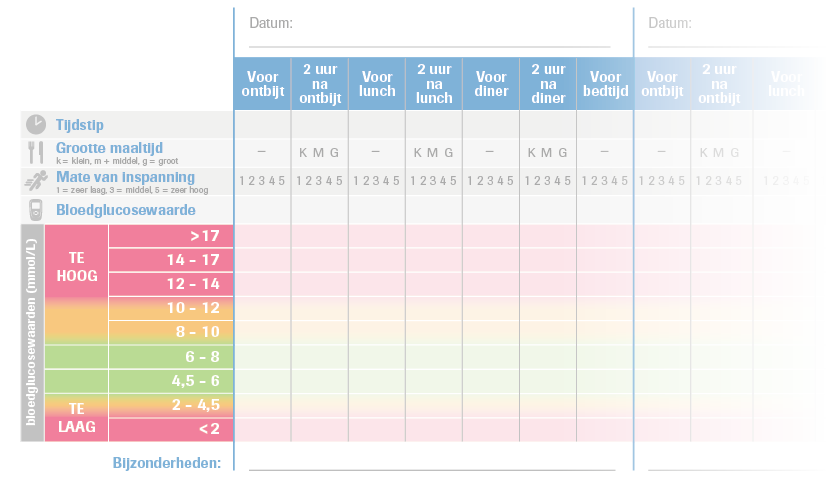 Datum: Datum:
Voor ontbijt 2 uur na ontbijt Voor lunch 2 uur na lunch Voor diner 2 uur na diner Voor bedtijd Voor ontbijt 2 uur na ontbijt Voor lunch
Tijdstip
Grootte maaltijd – K M G – K M G – K M G – – K M G –
k = klein, m + middel, g = groot
Mate van inspanning 1 2 3 4 5 1 2 3 4 5 1 2 3 4 5 1 2 3 4 5 1 2 3 4 5 1 2 3 4 5 1 2 3 4 5 1 2 3 4 5 1 2 3 4 5 1 2 3
1 = zeer laag, 3 = middel, 5 = zeer hoog
Bloedglucosewaarde
bloedglucosewaarden (mmol/L)
TE
HOOG
>17
14 – 17
12 – 14
10 – 12
8 – 10
6 – 8
4,5 – 6
2 – 4,5
<2
TE
LAAG
Bijzonderheden: